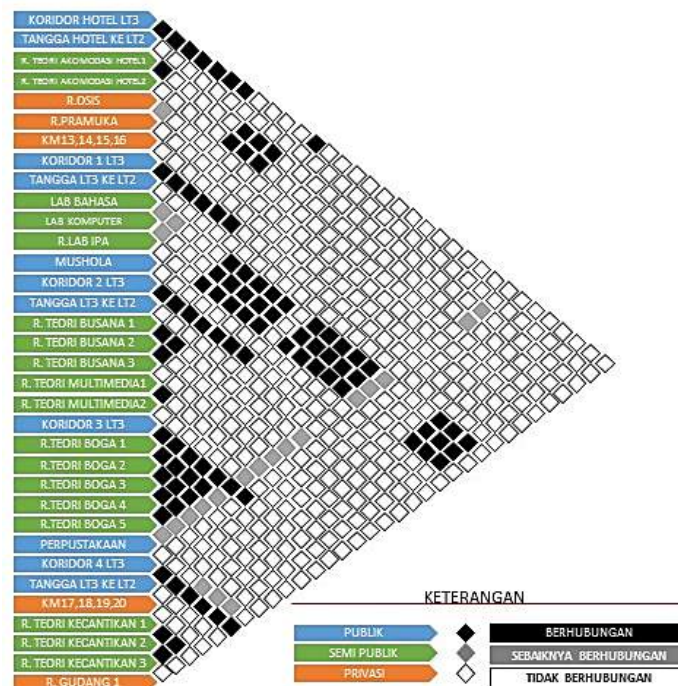 KORIDOR HOTEL LT3
TANGGA HOTEL KE LT2
R. TEORI AKOMODASI HOTEL1
R. TEORI AKOMODASI HOTEL2
R.OSIS
R.PRAMUKA
KM13,14,15,16
KORIDOR 1 LT3
TANGGA LT3 KE LT2
LAB BAHASA
LAB KOMPUTER
R.LAB IPA
MUSHOLA
KORIDOR 2 LT3
TANGGA LT3 KE LT2
R. TEORI BUSANA 1
R. TEORI BUSANA 2
R. TEORI BUSANA 3
R. TEORI MULTIMEDIA1
R. TEORI MULTIMEDIA2
KORIDOR 3 LT3
R.TEORI BOGA 1
R.TEORI BOGA 2
R.TEORI BOGA 3
R.TEORI BOGA 4
R.TEORI BOGA 5
PERPUSTAKAAN
KORIDOR 4 LT3
TANGGA LT3 KE LT2
KM17,18,19,20
R. TEORI KECANTIKAN 1
R. TEORI KECANTIKAN 2
R. TEORI KECANTIKAN 3
R. GUDANG 1
KETERANGAN
PUBLIK BERHUBUNGAN
SEMI PUBLIK SEBAIKNYA BERHUBUNGAN
PRIVASI TIDAK BERHUBUNGAN